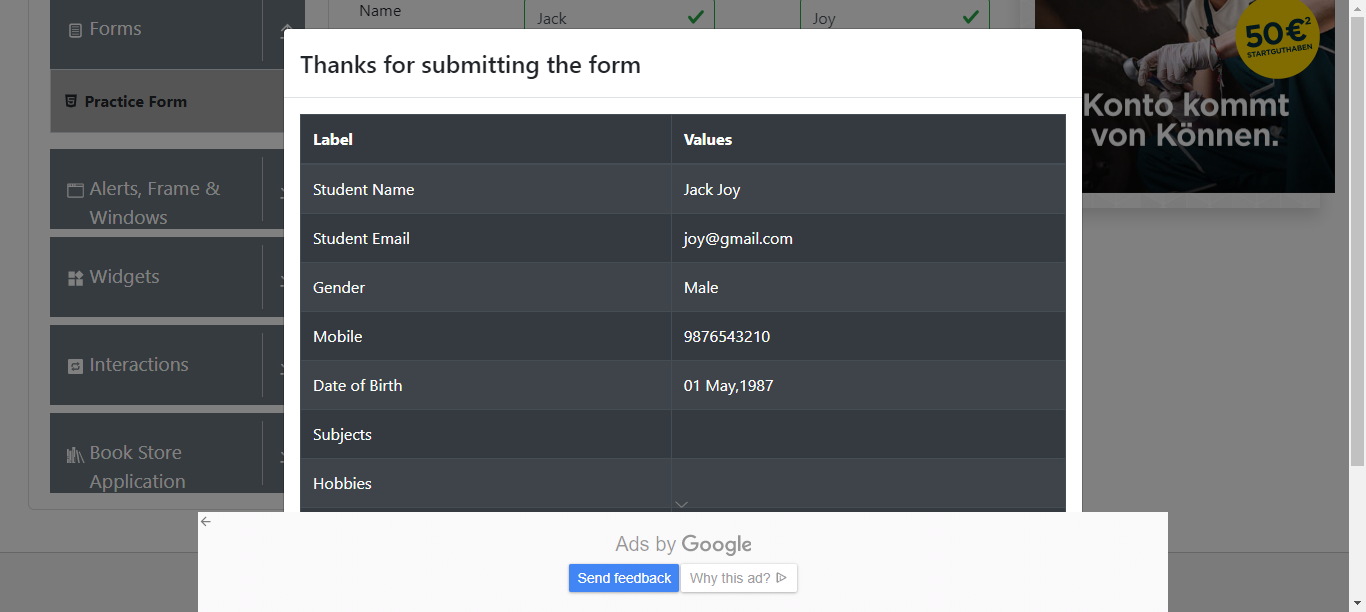 Forms
Practice Form
Alerts, Frame &
Windows
Widgets
Interactions
Book Store
Application
Name
Jack
Joy
Thanks for submitting the form
Label Values
Student Name Jack Joy
Student Email joy@gmail.com
Gender Male
Mobile 9876543210
Date of Birth 01 May,1987
Subjects
Hobbies
50€²
STARTGUTHABEN
Konto kommt
von Können.
Ads by Google
Send feedback
Why this ad?